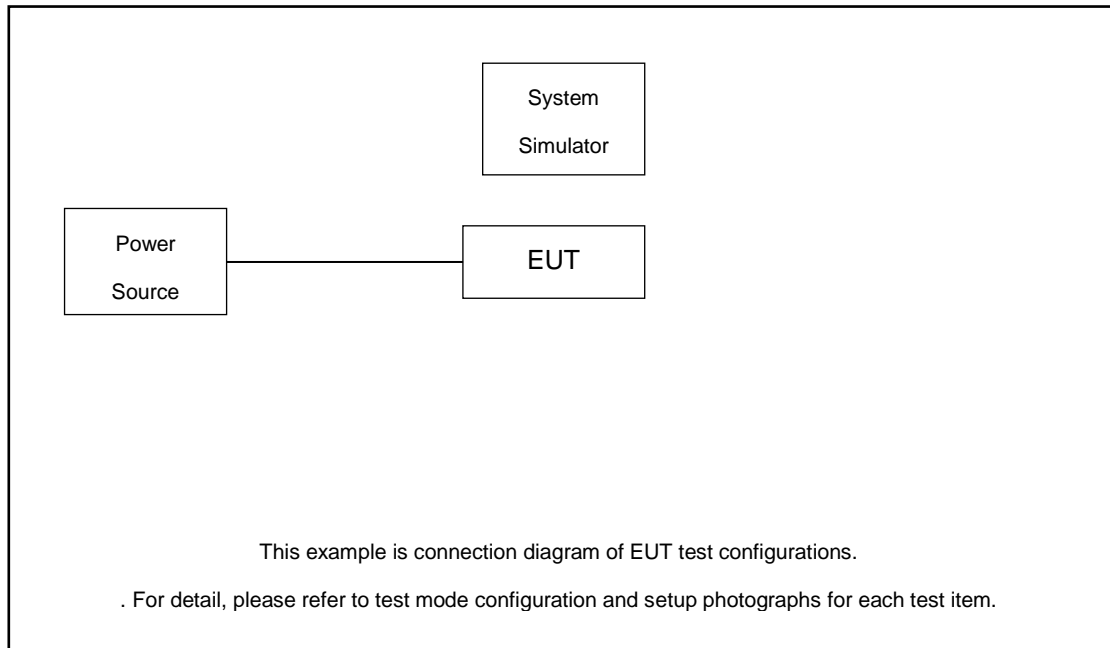 System
Simulator
Power
Source
EUT
This example is connection diagram of EUT test configurations.
. For detail, please refer to test mode configuration and setup photographs for each test item.